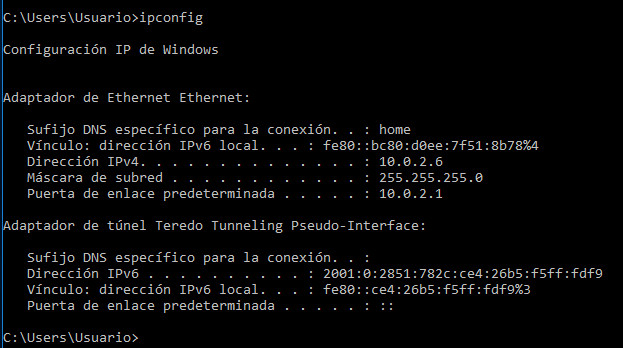 C:\Users\Usuario>ipconfig
Configuración IP de Windows
Adaptador de Ethernet Ethernet:
Sufijo DNS específico para la conexión. . : home
Vínculo: dirección IPv6 local. . . : fe80::bc80:d0ee:7f51:8b78%4
Dirección IPv4. . . . . . . . . . . . . . : 10.0.2.6
Máscara de subred . . . . . . . . . . . . : 255.255.255.0
Puerta de enlace predeterminada . . . . . : 10.0.2.1
Adaptador de túnel Teredo Tunneling Pseudo-Interface:
Sufijo DNS específico para la conexión. . :
Dirección IPv6 . . . . . . . . . . : 2001:0:2851:782c:ce4:26b5:f5ff:fdf9
Vínculo: dirección IPv6 local. . . : fe80::ce4:26b5:f5ff:fdf9%3
Puerta de enlace predeterminada . . . . . : ::
C:\Users\Usuario>